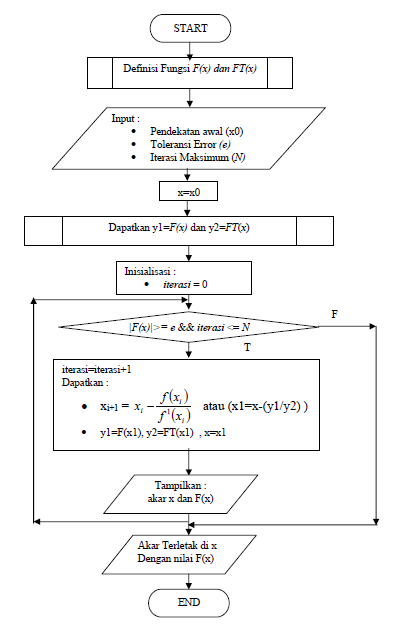 START
Definisi Fungsi F(x) dan FT(x)
Input :
• Pendekatan awal (x0)
• Toleransi Error (e)
• Iterasi Maksimum (N)
x=x0
Dapatkan y1=F(x) dan y2=FT(x)
Inisialisasi :
• iterasi = 0
|F(x)|>= e && iterasi <= N
F
T
iterasi=iterasi+1
Dapatkan :
• xi+1 = xi − f(xi) / f¹(xi) atau (x1=x-(y1/y2) )
• y1=F(x1), y2=FT(x1) , x=x1
Tampilkan :
akar x dan F(x)
Akar Terletak di x
Dengan nilai F(x)
END